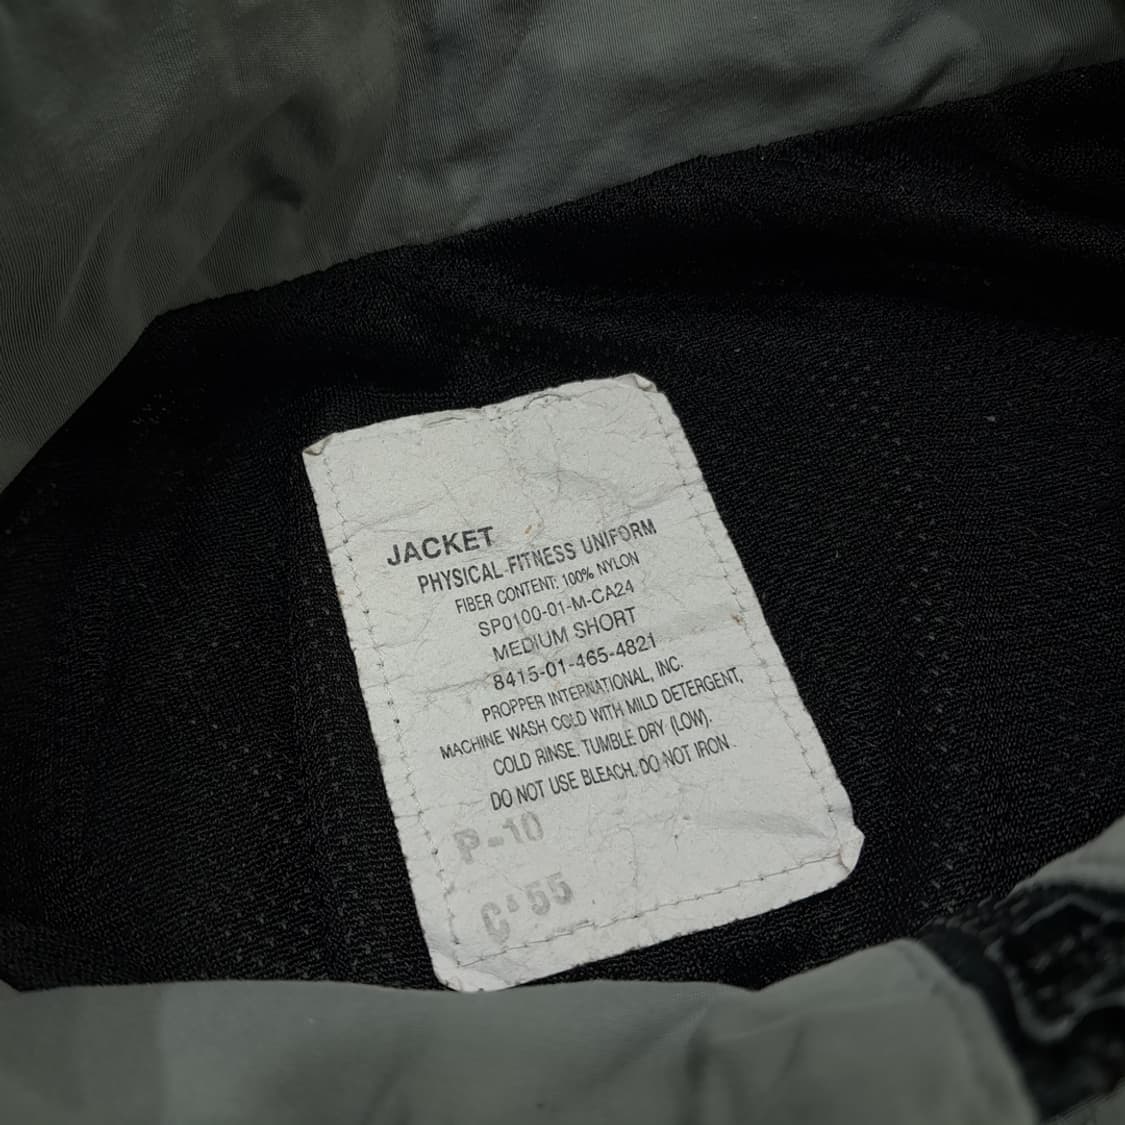 JACKET
PHYSICAL FITNESS UNIFORM
FIBER CONTENT: 100% NYLON
SP0100-01-M-CA24
MEDIUM SHORT
8415-01-465-4821
PROPPER INTERNATIONAL, INC.
MACHINE WASH COLD WITH MILD DETERGENT,
COLD RINSE. TUMBLE DRY (LOW).
DO NOT USE BLEACH. DO NOT IRON.
P-10
C'55